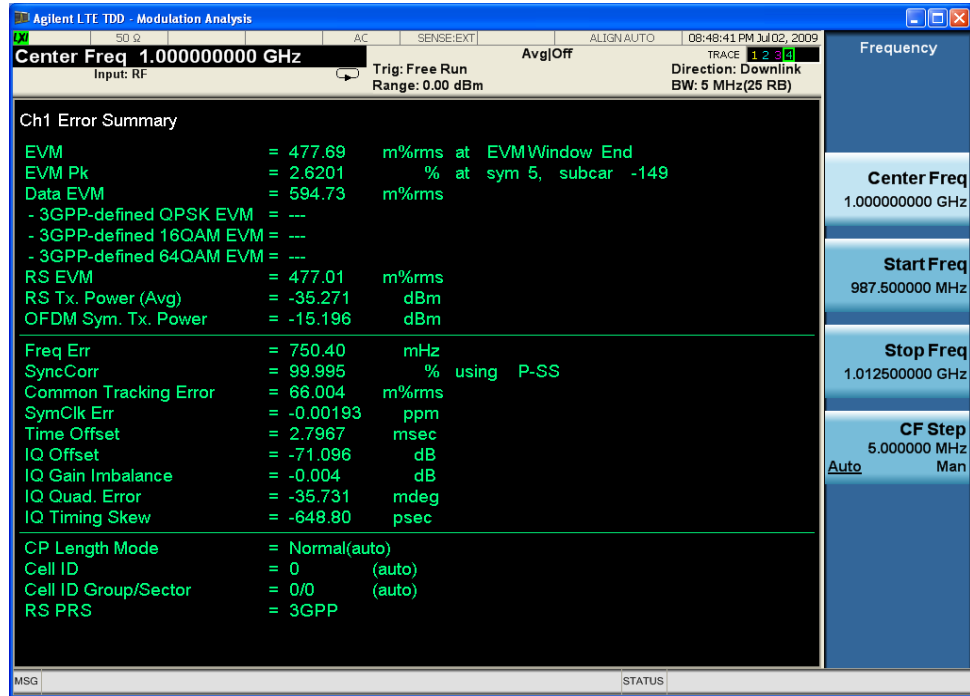 Agilent LTE TDD - Modulation Analysis
LXI 50 Ω AC SENSE:EXT ALIGN AUTO 08:48:41 PM Jul 02, 2009
Center Freq 1.000000000 GHz Avg|Off TRACE 1 2 3 4
Input: RF Trig: Free Run Direction: Downlink
Range: 0.00 dBm BW: 5 MHz(25 RB)
Ch1 Error Summary
EVM = 477.69 m%rms at EVM Window End
EVM Pk = 2.6201 % at sym 5, subcar -149
Data EVM = 594.73 m%rms
- 3GPP-defined QPSK EVM = ---
- 3GPP-defined 16QAM EVM = ---
- 3GPP-defined 64QAM EVM = ---
RS EVM = 477.01 m%rms
RS Tx. Power (Avg) = -35.271 dBm
OFDM Sym. Tx. Power = -15.196 dBm
Freq Err = 750.40 mHz
SyncCorr = 99.995 % using P-SS
Common Tracking Error = 66.004 m%rms
SymClk Err = -0.00193 ppm
Time Offset = 2.7967 msec
IQ Offset = -71.096 dB
IQ Gain Imbalance = -0.004 dB
IQ Quad. Error = -35.731 mdeg
IQ Timing Skew = -648.80 psec
CP Length Mode = Normal(auto)
Cell ID = 0 (auto)
Cell ID Group/Sector = 0/0 (auto)
RS PRS = 3GPP
Frequency
Center Freq
1.000000000 GHz
Start Freq
987.500000 MHz
Stop Freq
1.012500000 GHz
CF Step
5.000000 MHz
Auto Man
MSG STATUS